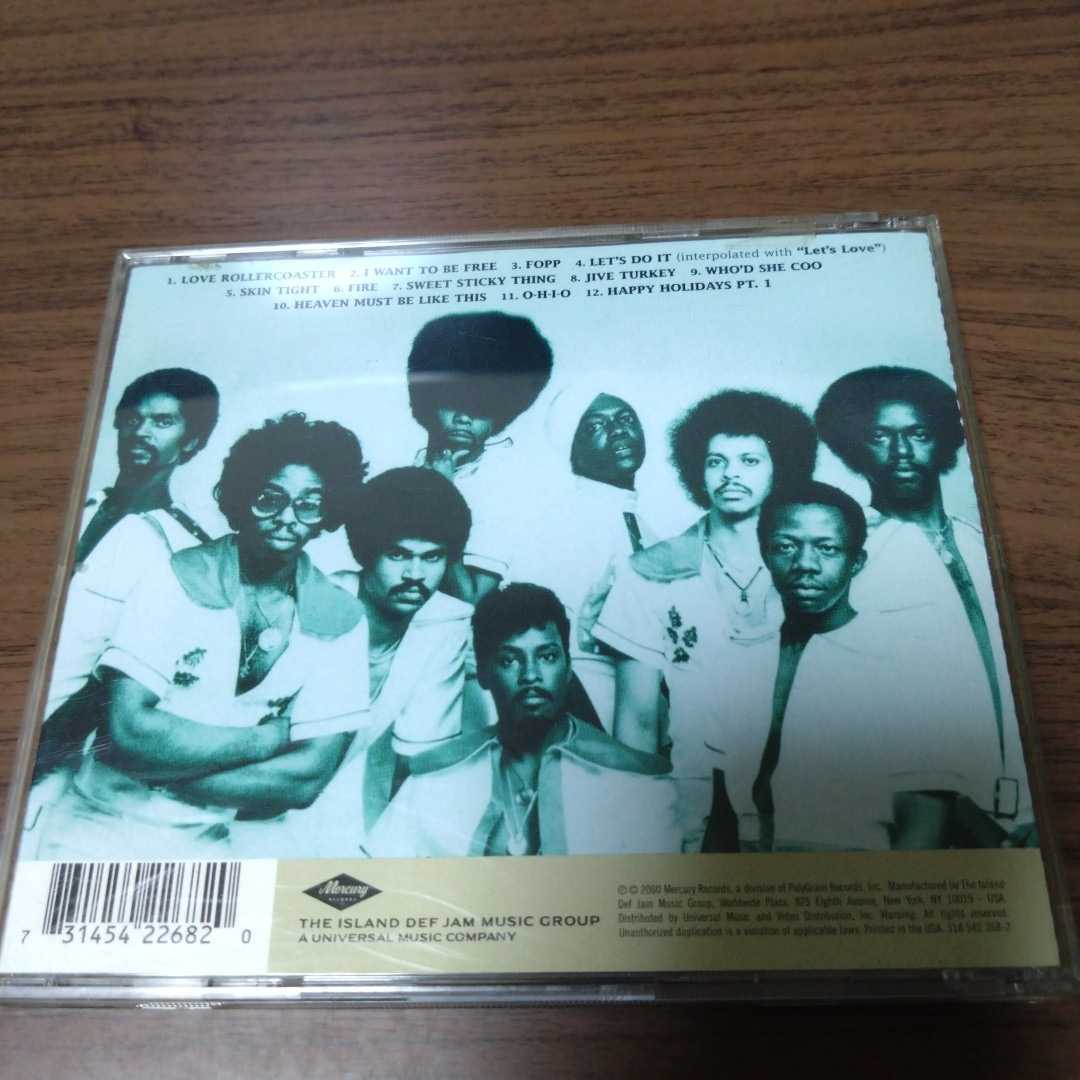 1. LOVE ROLLERCOASTER 2. I WANT TO BE FREE 3. FOPP 4. LET'S DO IT (interpolated with "Let's Love")
5. SKIN TIGHT 6. FIRE 7. SWEET STICKY THING 8. JIVE TURKEY 9. WHO'D SHE COO
10. HEAVEN MUST BE LIKE THIS 11. O-H-I-O 12. HAPPY HOLIDAYS PT. 1
Mercury
RECORDS
THE ISLAND DEF JAM MUSIC GROUP
A UNIVERSAL MUSIC COMPANY
7 31454 22682 0
2000 Mercury Records, a division of PolyGram Records, Inc. Manufactured by The Island
Def Jam Music Group, Worldwide Plaza, 825 Eighth Avenue, New York, NY 10019 - USA.
Distributed by Universal Music and Video Distribution, Inc. Warning: All rights reserved.
Unauthorized duplication is a violation of applicable laws. Printed in the USA.